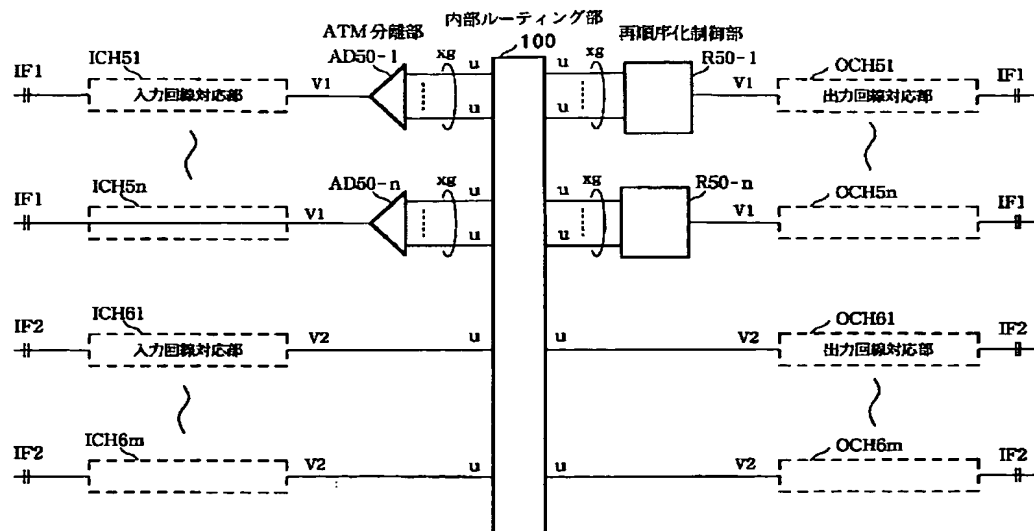 ATM分離部 内部ルーティング部 再順序化制御部
IF1 ICH51 AD50-1 xg u 100 u xg R50-1 OCH51 IF1
入力回線対応部 V1 V1 出力回線対応部
u u
IF1 ICH5n AD50-n xg u u xg R50-n OCH5n IF1
V1 V1
u u
IF2 ICH61 OCH61 IF2
入力回線対応部 V2 u u V2 出力回線対応部
IF2 ICH6m OCH6m IF2
V2 u u V2